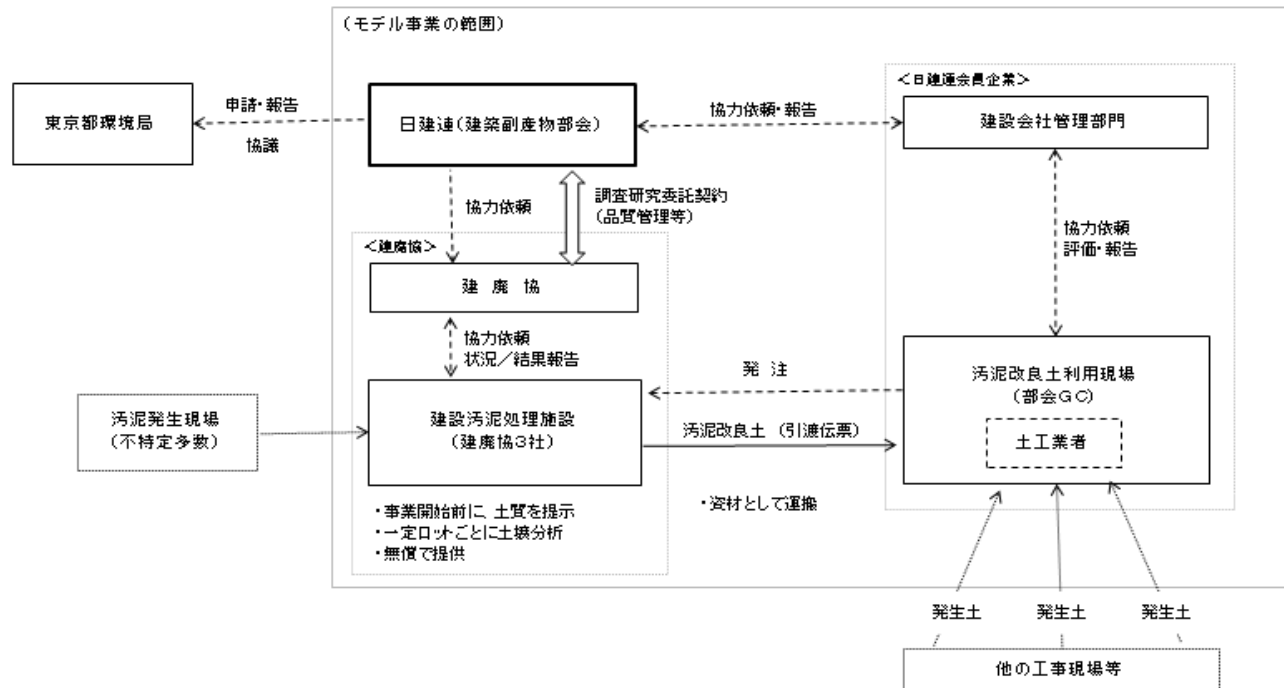 (モデル事業の範囲)
<日建連会員企業>
東京都環境局
申請・報告
協議
日建連(建築副産物部会)
協力依頼・報告
建設会社管理部門
協力依頼
調査研究委託契約
(品質管理等)
協力依頼
評価・報告
<建廃協>
建 廃 協
協力依頼
状況/結果報告
発 注
汚泥改良土利用現場
(部会GC)
土工業者
汚泥発生現場
(不特定多数)
建設汚泥処理施設
(建廃協3社)
汚泥改良土 (引渡伝票)
・資材として運搬
・事業開始前に、土質を提示
・一定ロットごとに土壌分析
・無償で提供
発生土
発生土
発生土
他の工事現場等